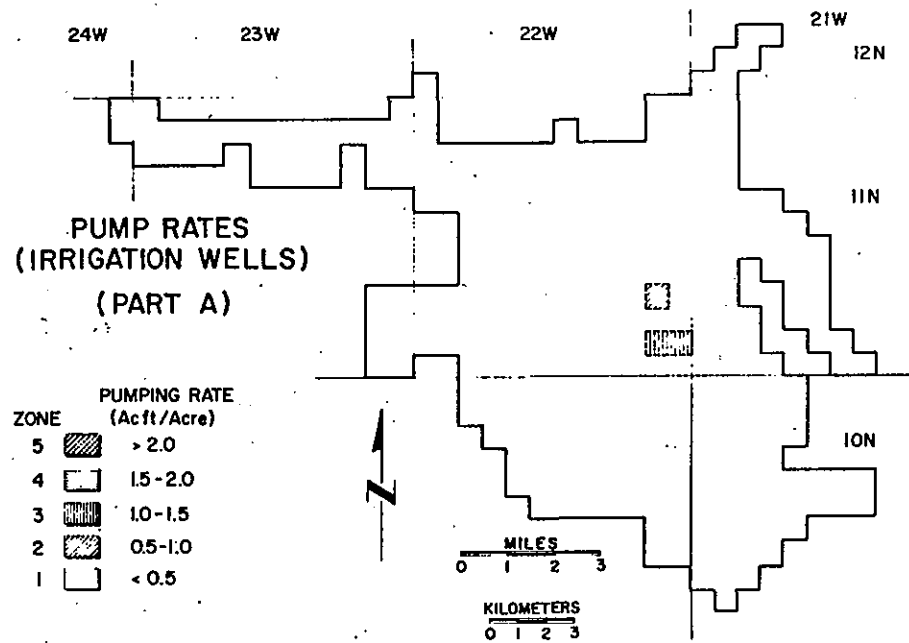 24W 23W 22W 21W
12N
11N
PUMP RATES
(IRRIGATION WELLS)
(PART A)
PUMPING RATE
ZONE (Acft/Acre)
5 > 2.0
4 1.5-2.0
3 1.0-1.5
2 0.5-1.0
1 < 0.5
N
10N
MILES
0 1 2 3
KILOMETERS
0 1 2 3